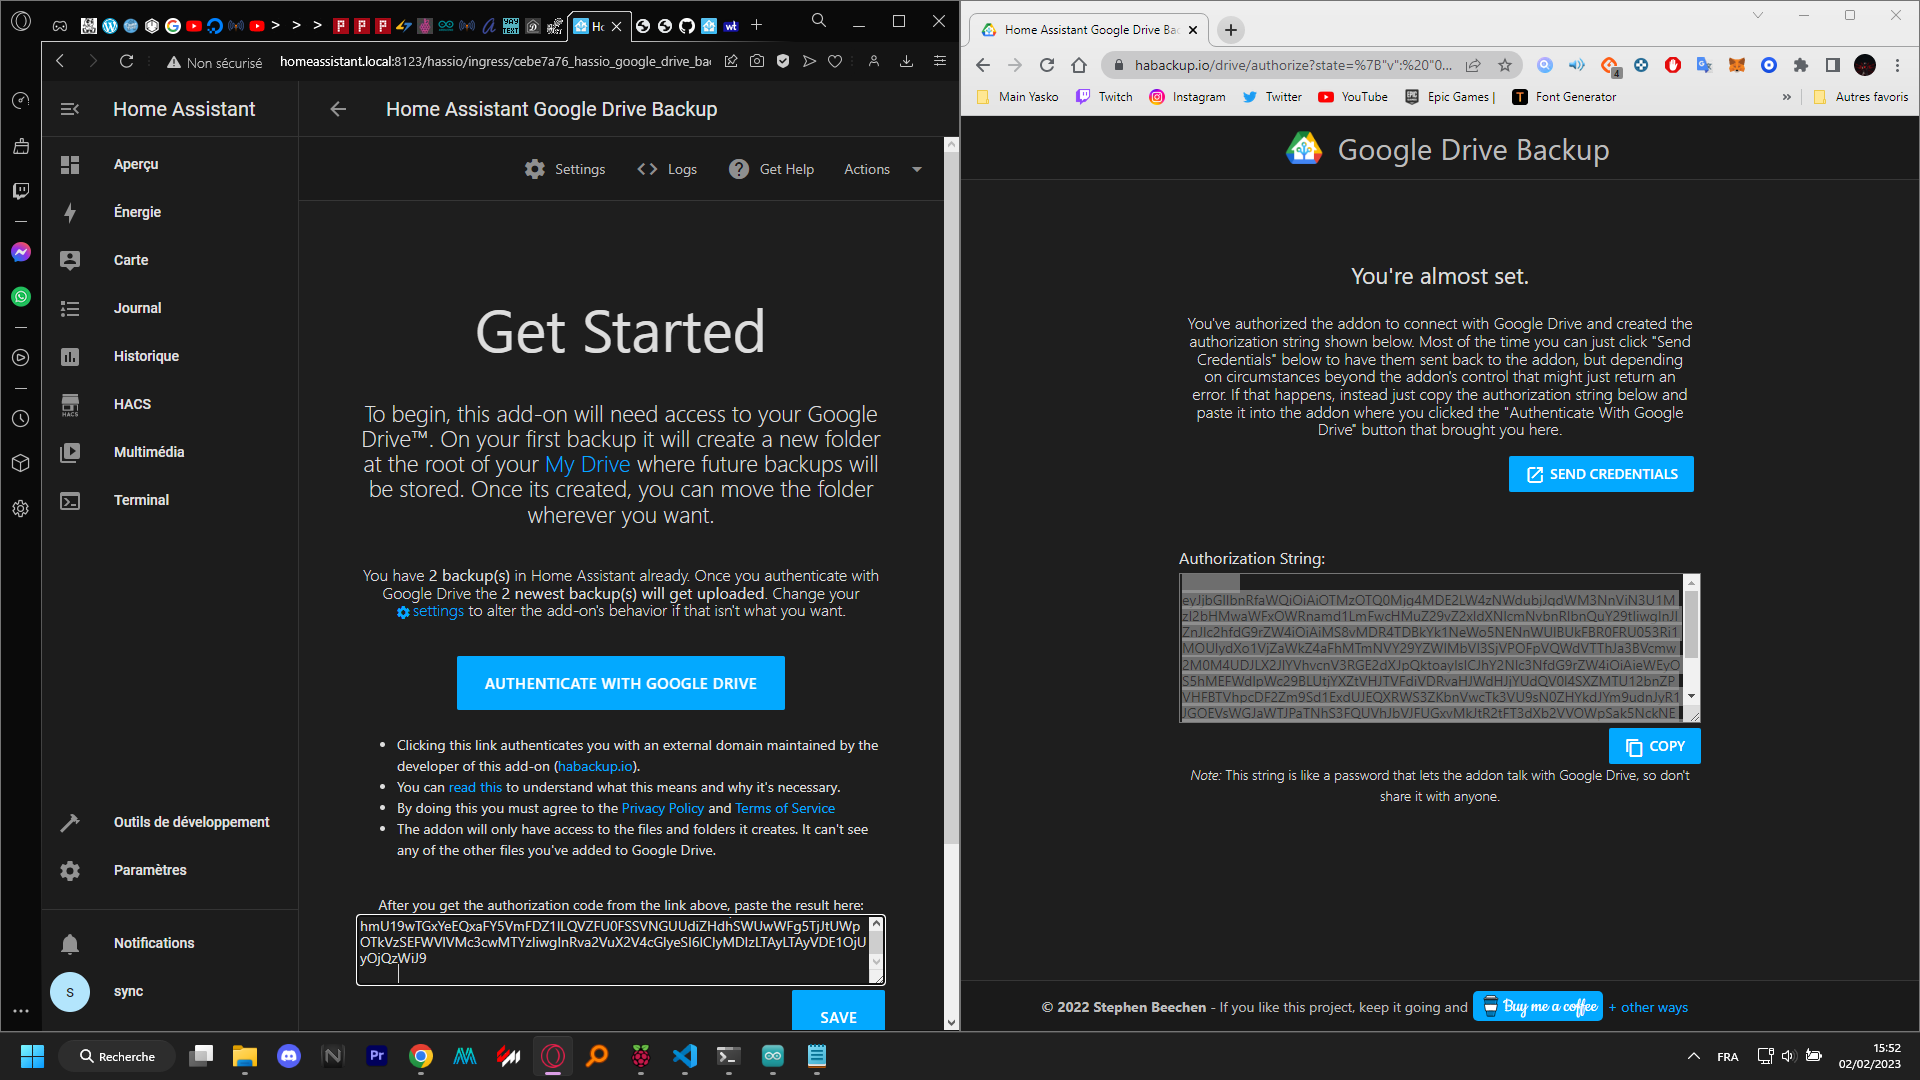 Non sécurisé
homeassistant.local:8123/hassio/ingress/cebe7a76_hassio_google_drive_bac
Home Assistant
Home Assistant Google Drive Backup
Settings
Logs
Get Help
Actions
Aperçu
Énergie
Carte
Journal
Historique
HACS
Multimédia
Terminal
Outils de développement
Paramètres
Notifications
S
sync
Get Started
To begin, this add-on will need access to your Google
Drive™. On your first backup it will create a new folder
at the root of your My Drive where future backups will
be stored. Once its created, you can move the folder
wherever you want.
You have 2 backup(s) in Home Assistant already. Once you authenticate with
Google Drive the 2 newest backup(s) will get uploaded. Change your
settings to alter the add-on's behavior if that isn't what you want.
AUTHENTICATE WITH GOOGLE DRIVE
• Clicking this link authenticates you with an external domain maintained by the
developer of this add-on (habackup.io).
• You can read this to understand what this means and why it's necessary.
• By doing this you must agree to the Privacy Policy and Terms of Service
• The addon will only have access to the files and folders it creates. It can't see
any of the other files you've added to Google Drive.
After you get the authorization code from the link above, paste the result here:
SAVE
Home Assistant Google Drive Ba
habackup.io/drive/authorize?state=%7B"v":%20"0...
4
Main Yasko
Twitch
Instagram
Twitter
YouTube
Epic Games |
Font Generator
»
Autres favoris
Google Drive Backup
You're almost set.
You've authorized the addon to connect with Google Drive and created the
authorization string shown below. Most of the time you can just click "Send
Credentials" below to have them sent back to the addon, but depending
on circumstances beyond the addon's control that might just return an
error. If that happens, instead just copy the authorization string below and
paste it into the addon where you clicked the "Authenticate With Google
Drive" button that brought you here.
SEND CREDENTIALS
Authorization String:
COPY
Note: This string is like a password that lets the addon talk with Google Drive, so don't
share it with anyone.
© 2022 Stephen Beechen - If you like this project, keep it going and
Buy me a coffee
+ other ways
Recherche
FRA
15:52
02/02/2023